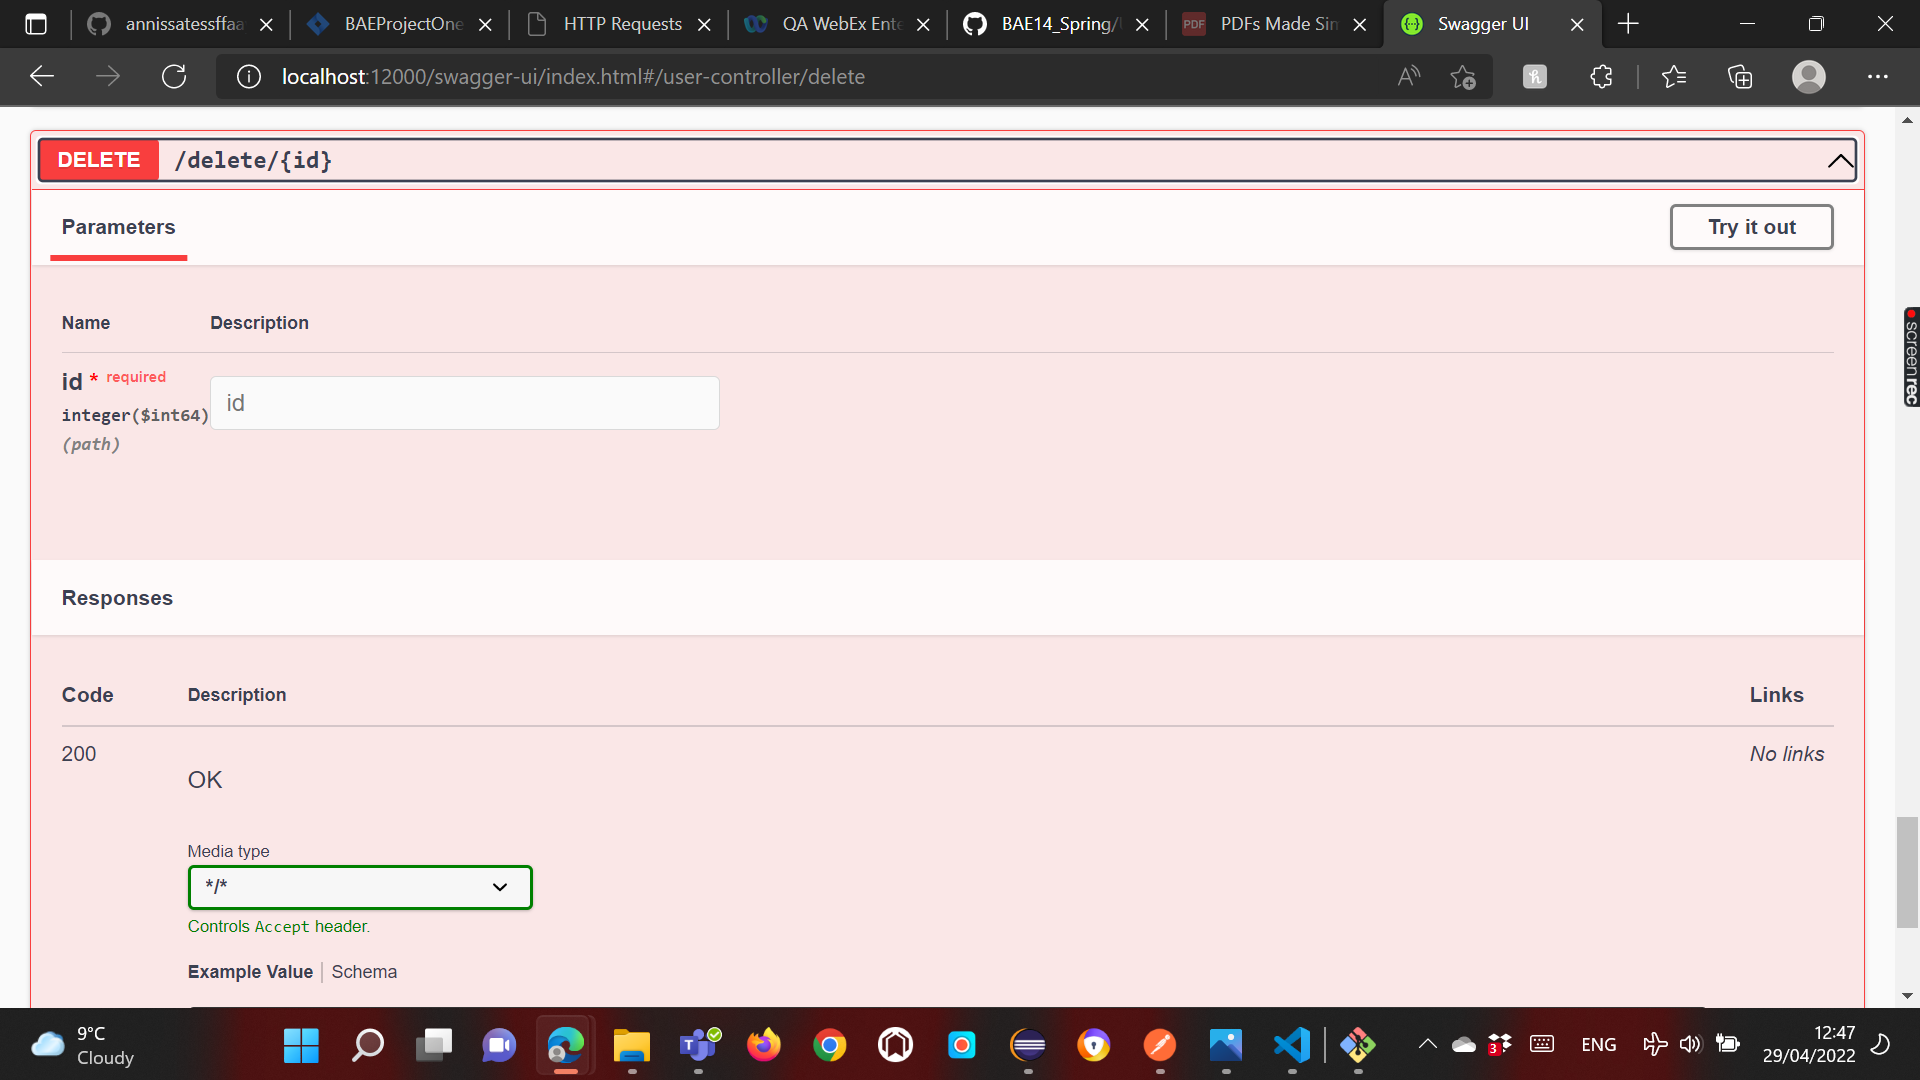 annissatessffaa
BAEProjectOne
HTTP Requests
QA WebEx Ente
BAE14_Spring/
PDF
PDFs Made Sim
Swagger UI
localhost:12000/swagger-ui/index.html#/user-controller/delete
DELETE /delete/{id}
Parameters
Try it out
Name Description
id * required
integer($int64)
(path)
id
screenrec
Responses
Code Description Links
200
OK
No links
Media type
*/*
Controls Accept header.
Example Value Schema
9°C
Cloudy
3
ENG
12:47
29/04/2022